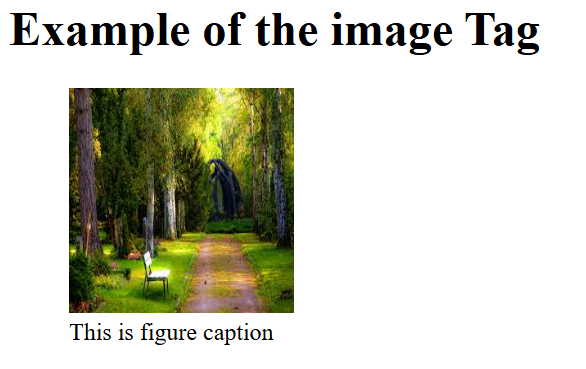 Example of the image Tag
This is figure caption